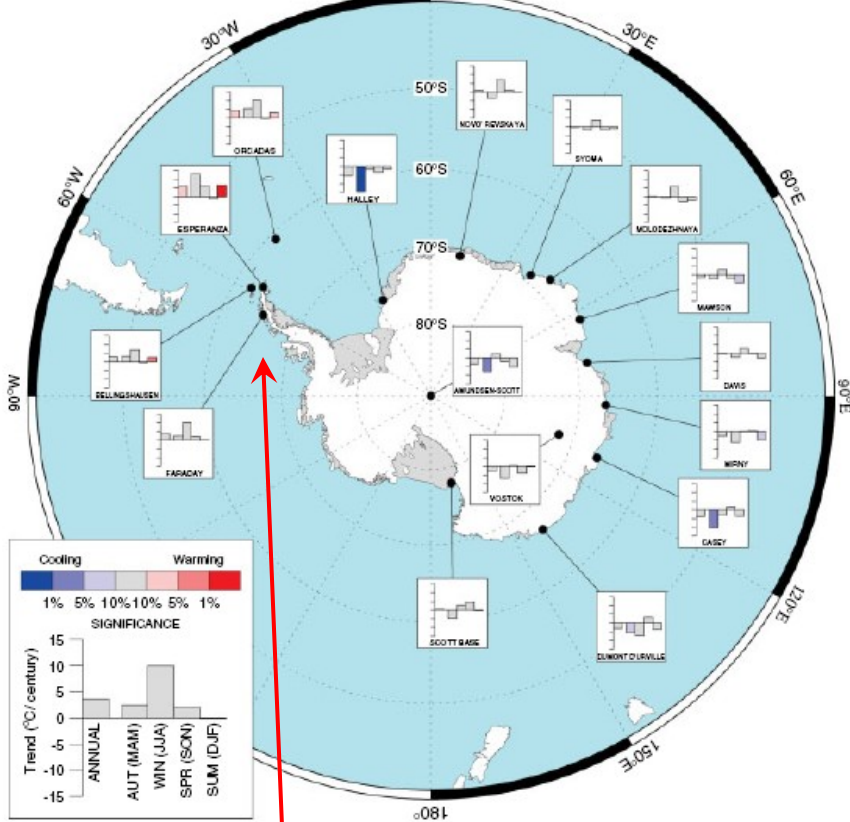 30°W
30°E
50°S
NOVO' REVSKAYA
ORCADAS
SYOWA
60°W
60°S
60°E
HALLEY
ESPERANZA
MOLODEZHNAYA
70°S
MAWSON
80°S
BELLINGSHAUSEN
AMUNDSEN-SCOTT
DAVIS
90°W
90°E
FARADAY
MIRNY
VOSTOK
CASEY
Cooling Warming
1% 5% 10% 10% 5% 1%
SIGNIFICANCE
SCOTT BASE
DUMONT D'URVILLE
120°E
Trend (°C/ century)
15
10
5
0
-5
-10
-15
ANNUAL
AUT (MAM)
WIN (JJA)
SPR (SON)
SUM (DJF)
150°E
180°